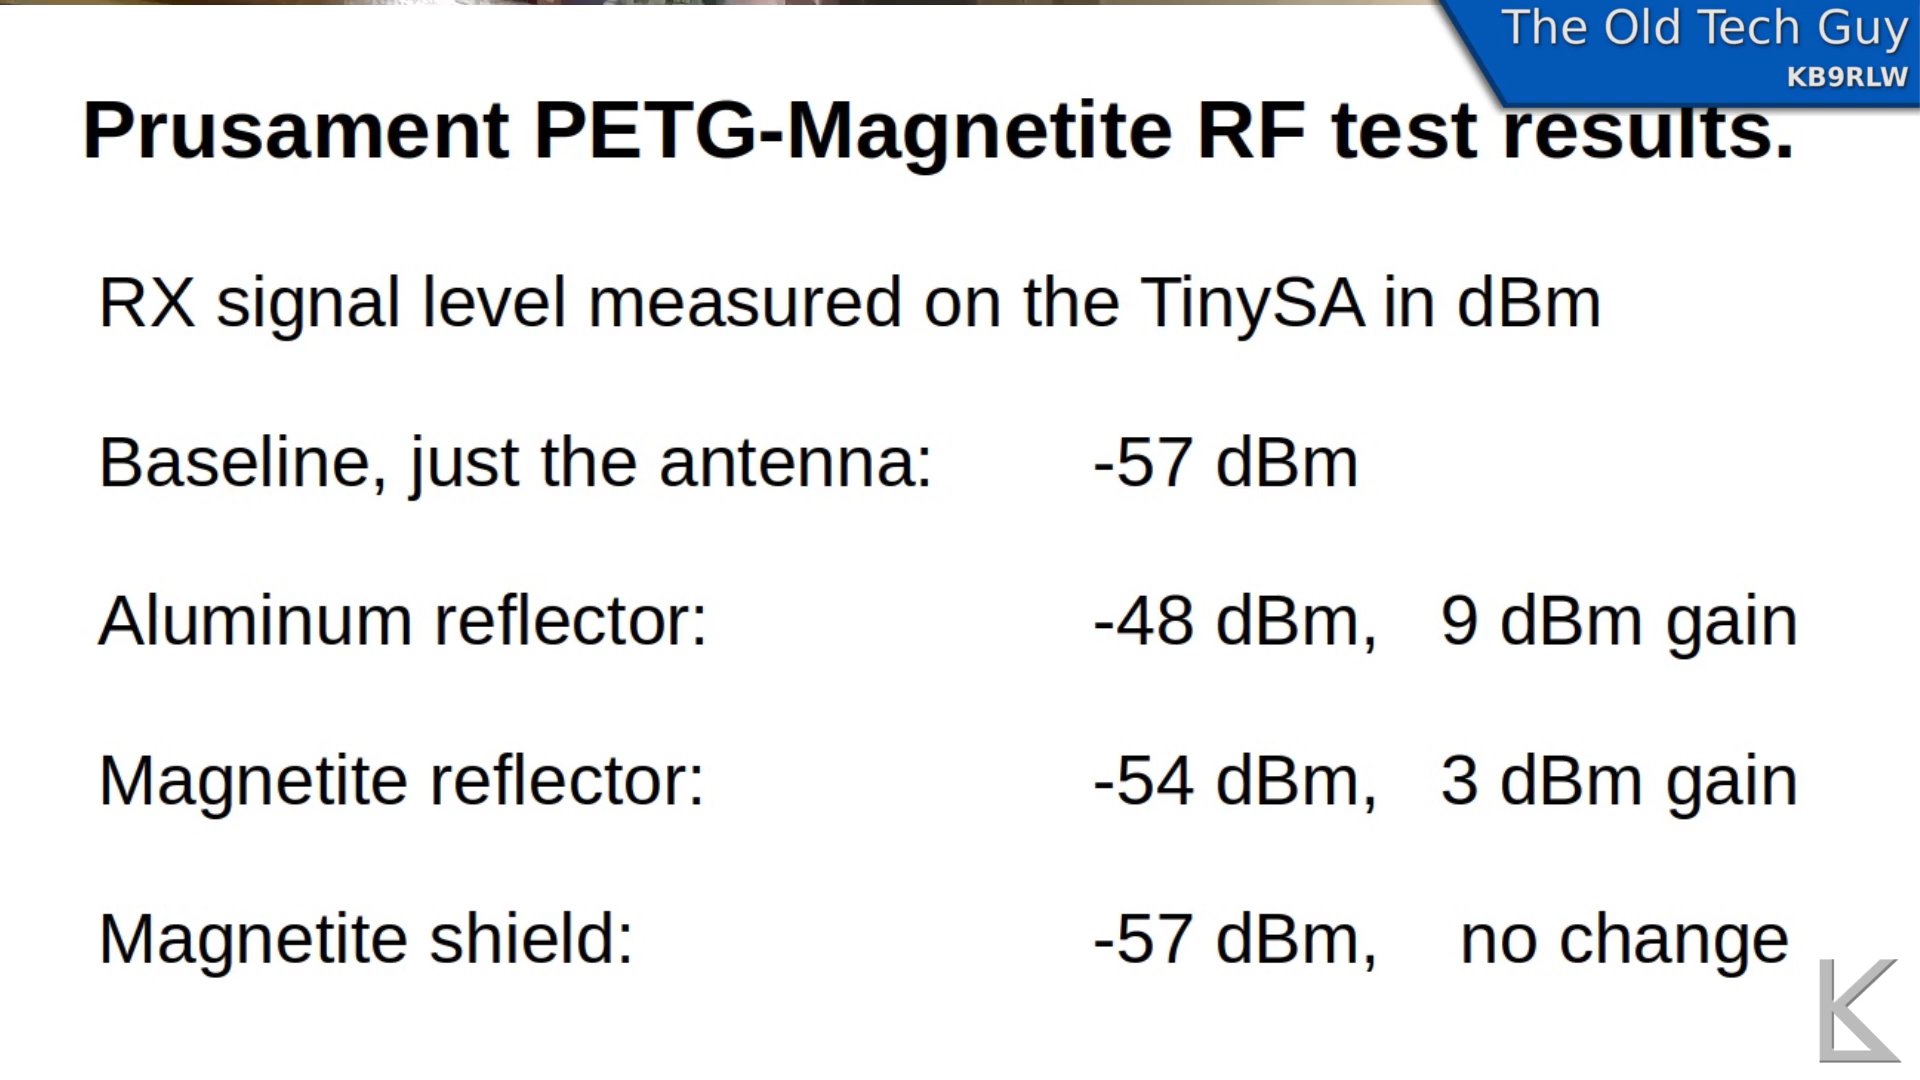 The Old Tech Guy
KB9RLW
Prusament PETG-Magnetite RF test results.
RX signal level measured on the TinySA in dBm
Baseline, just the antenna: -57 dBm
Aluminum reflector: -48 dBm, 9 dBm gain
Magnetite reflector: -54 dBm, 3 dBm gain
Magnetite shield: -57 dBm, no change
K